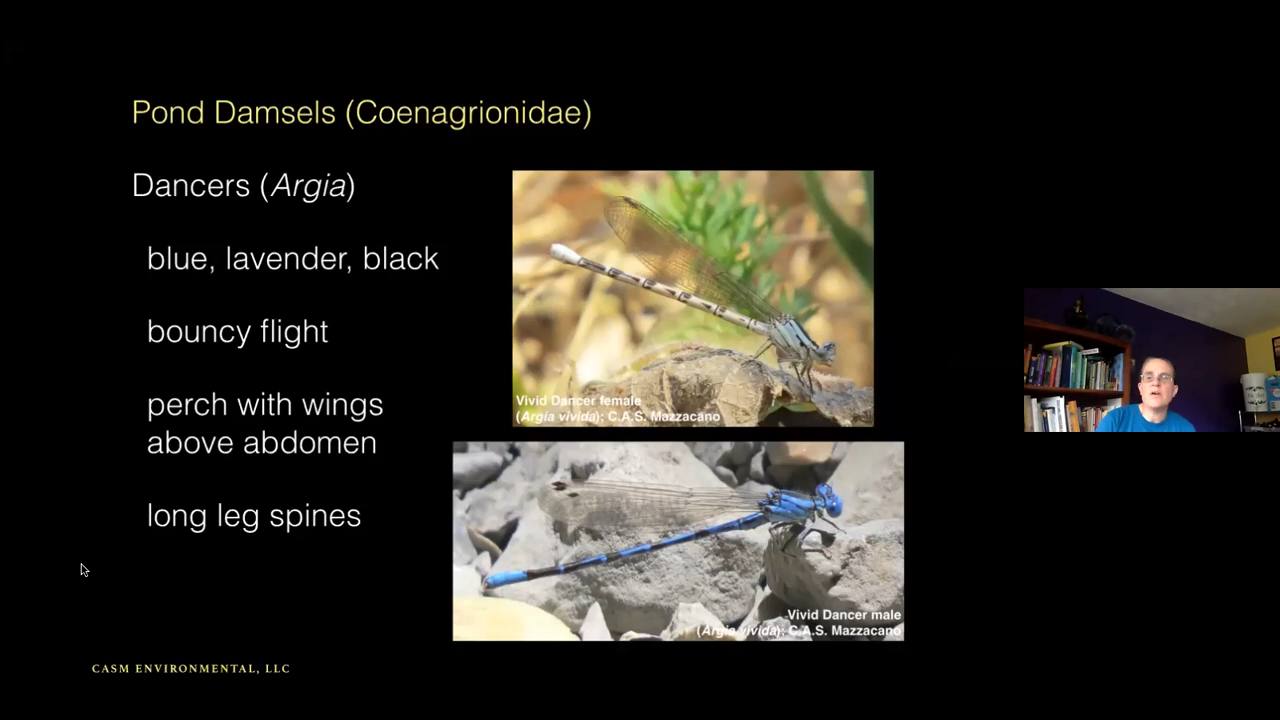 Pond Damsels (Coenagrionidae)
Dancers (Argia)
blue, lavender, black
bouncy flight
perch with wings
above abdomen
long leg spines
Vivid Dancer female
(Argia vivida); C.A.S. Mazzacano
Vivid Dancer male
(Argia vivida); C.A.S. Mazzacano
CASM ENVIRONMENTAL, LLC